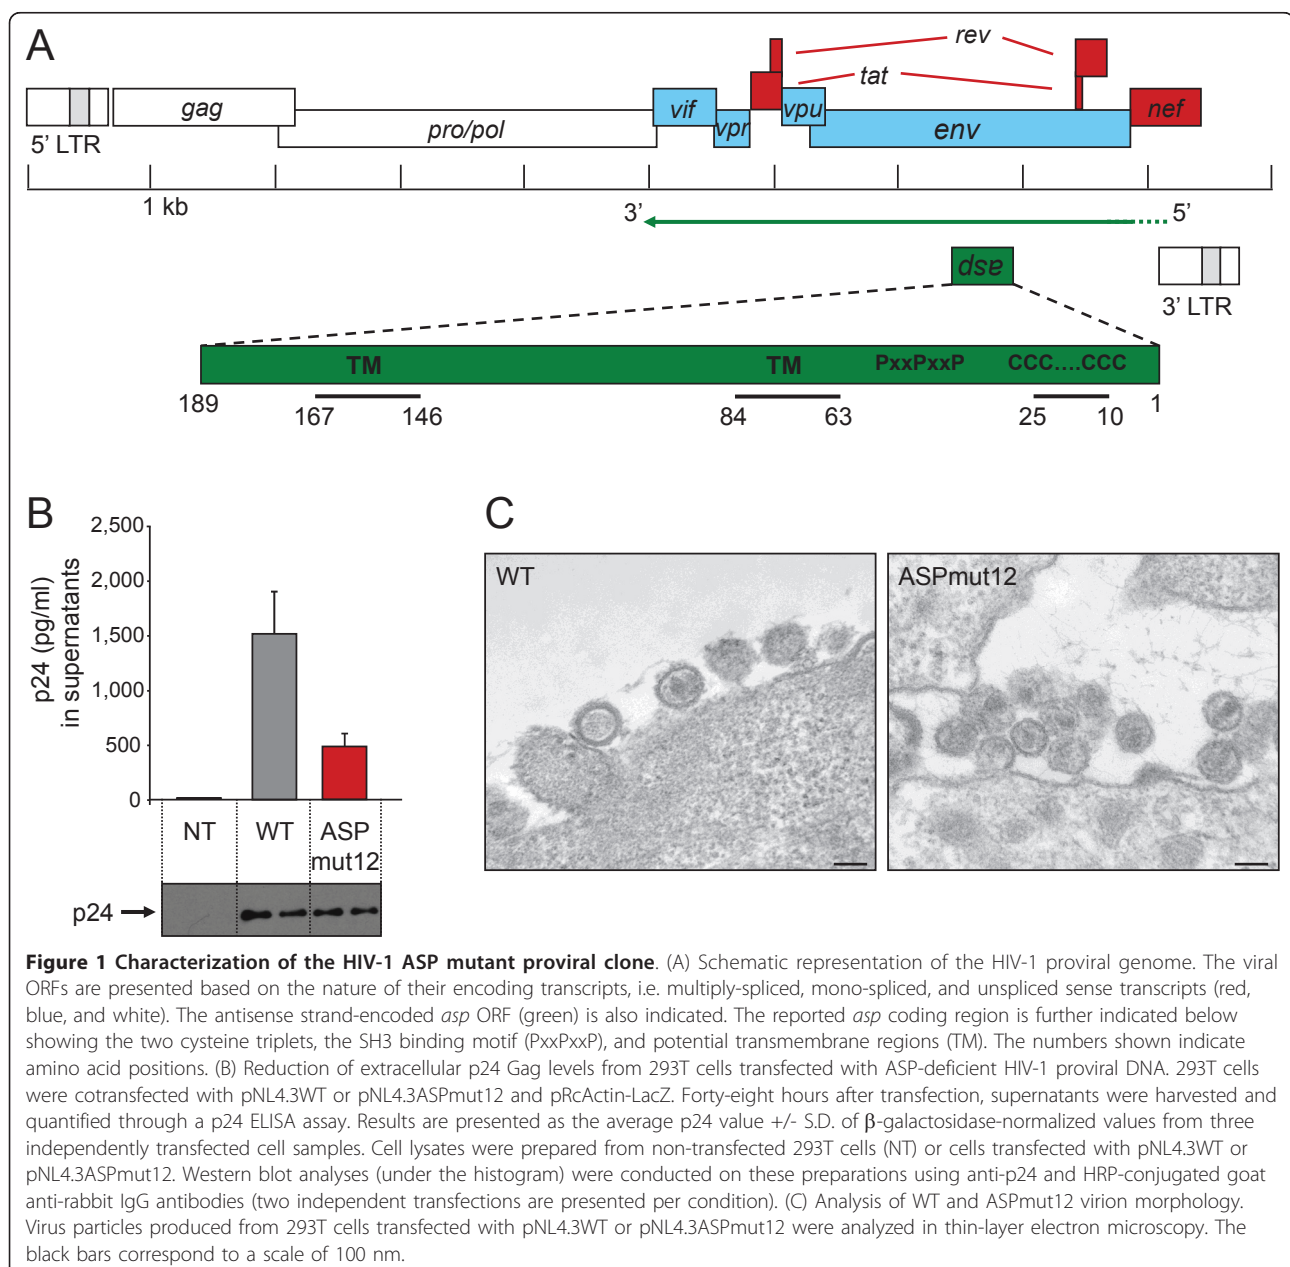 A
rev
tat
gag
pro/pol
vif
vpr
vpu
env
nef
5’ LTR
1 kb
3’
5’
asp
3’ LTR
TM
TM
PxxPxxP
CCC....CCC
189
167
146
84
63
25
10
1
B
2,500
2,000
1,500
1,000
500
0
p24 (pg/ml)
in supernatants
NT
WT
ASP
mut12
p24
C
WT
ASPmut12
Figure 1 Characterization of the HIV-1 ASP mutant proviral clone. (A) Schematic representation of the HIV-1 proviral genome. The viral
ORFs are presented based on the nature of their encoding transcripts, i.e. multiply-spliced, mono-spliced, and unspliced sense transcripts (red,
blue, and white). The antisense strand-encoded asp ORF (green) is also indicated. The reported asp coding region is further indicated below
showing the two cysteine triplets, the SH3 binding motif (PxxPxxP), and potential transmembrane regions (TM). The numbers shown indicate
amino acid positions. (B) Reduction of extracellular p24 Gag levels from 293T cells transfected with ASP-deficient HIV-1 proviral DNA. 293T cells
were cotransfected with pNL4.3WT or pNL4.3ASPmut12 and pRcActin-LacZ. Forty-eight hours after transfection, supernatants were harvested and
quantified through a p24 ELISA assay. Results are presented as the average p24 value +/- S.D. of β-galactosidase-normalized values from three
independently transfected cell samples. Cell lysates were prepared from non-transfected 293T cells (NT) or cells transfected with pNL4.3WT or
pNL4.3ASPmut12. Western blot analyses (under the histogram) were conducted on these preparations using anti-p24 and HRP-conjugated goat
anti-rabbit IgG antibodies (two independent transfections are presented per condition). (C) Analysis of WT and ASPmut12 virion morphology.
Virus particles produced from 293T cells transfected with pNL4.3WT or pNL4.3ASPmut12 were analyzed in thin-layer electron microscopy. The
black bars correspond to a scale of 100 nm.